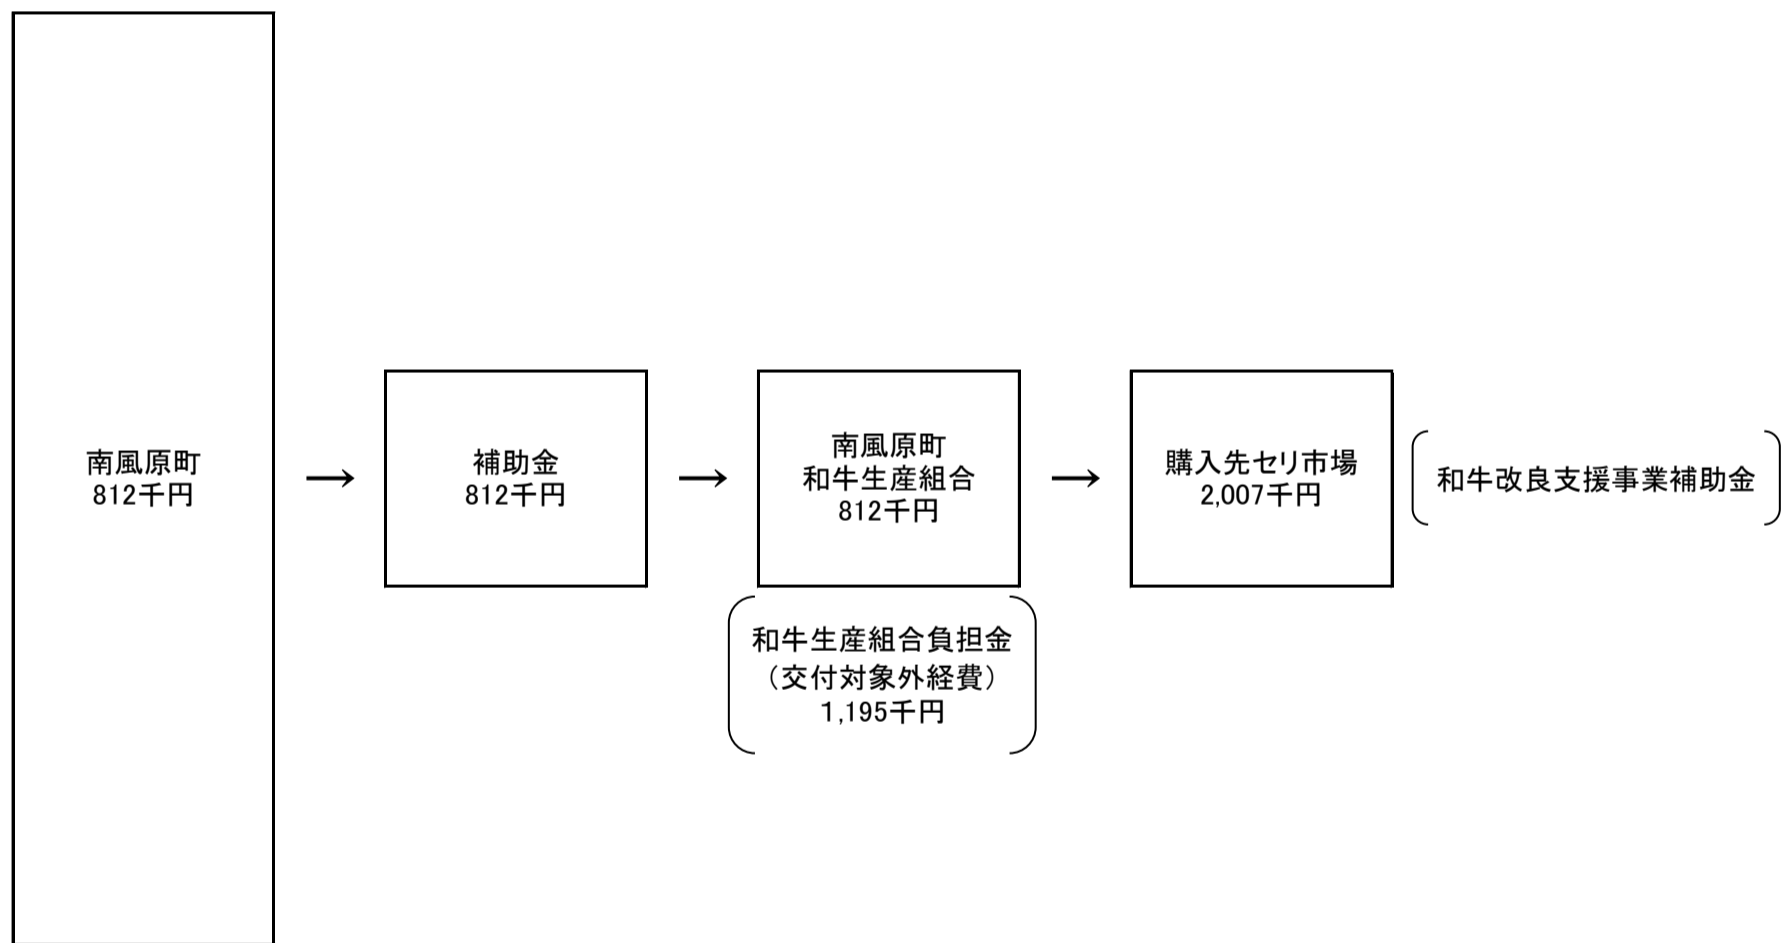 南風原町
812千円
→
補助金
812千円
→
南風原町
和牛生産組合
812千円
→
購入先セリ市場
2,007千円
和牛改良支援事業補助金
和牛生産組合負担金
（交付対象外経費）
1,195千円